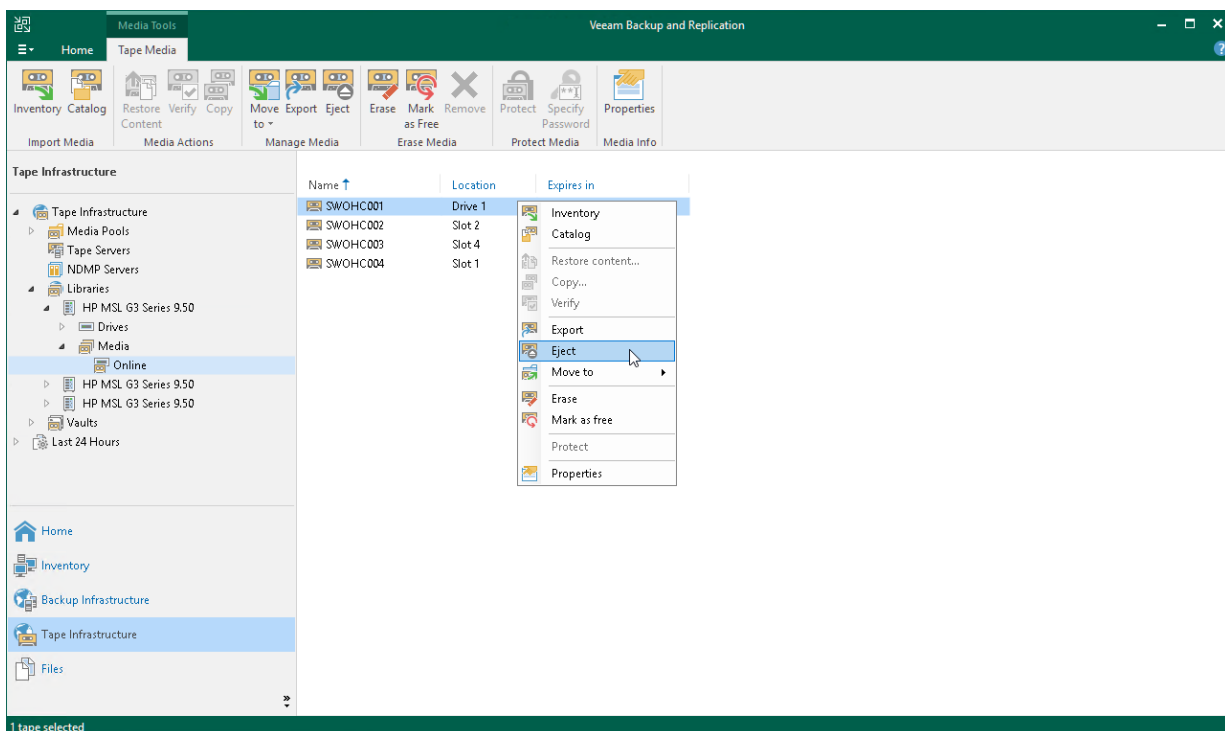 Media Tools
Veeam Backup and Replication
Home Tape Media
Inventory Catalog Restore Content Verify Copy Move to Export Eject Erase Mark as Free Remove Protect Specify Password Properties
Import Media Media Actions Manage Media Erase Media Protect Media Media Info
Tape Infrastructure
Tape Infrastructure
Media Pools
Tape Servers
NDMP Servers
Libraries
HP MSL G3 Series 9.50
Drives
Media
Online
HP MSL G3 Series 9.50
HP MSL G3 Series 9.50
Vaults
Last 24 Hours
Home
Inventory
Backup Infrastructure
Tape Infrastructure
Files
Name Location Expires in
SWOHC001 Drive 1
SWOHC002 Slot 2
SWOHC003 Slot 4
SWOHC004 Slot 1
Inventory
Catalog
Restore content...
Copy...
Verify
Export
Eject
Move to
Erase
Mark as free
Protect
Properties
1 tape selected